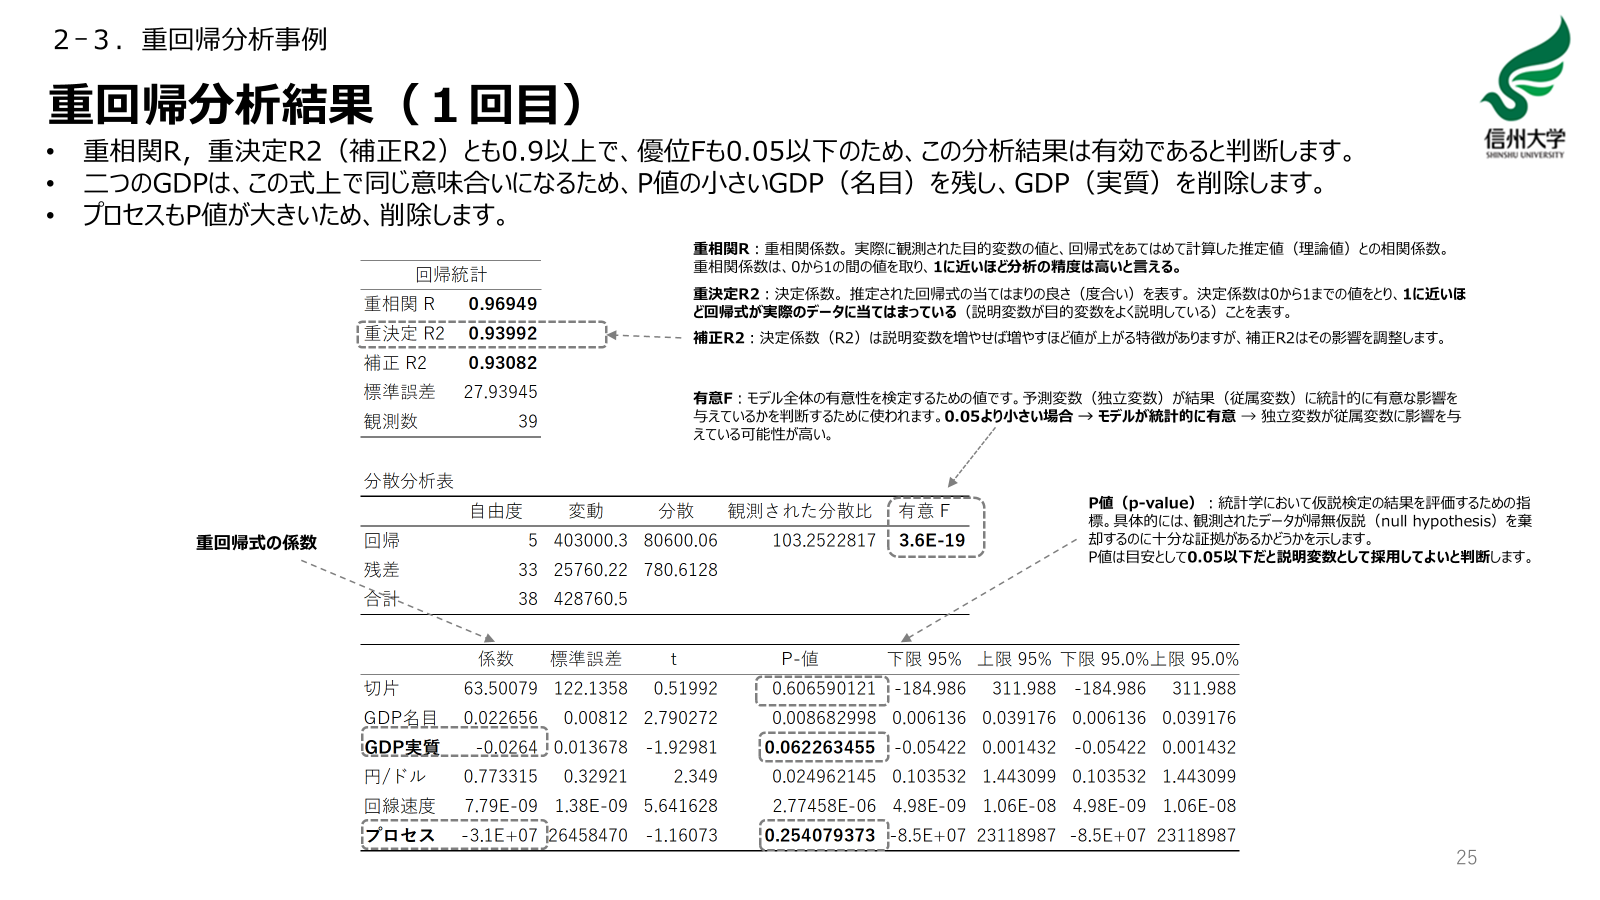 ２−３．重回帰分析事例
重回帰分析結果（１回目）
信州大学
SHINSHU UNIVERSITY
• 重相関R，重決定R2（補正R2）とも0.9以上で、優位Fも0.05以下のため、この分析結果は有効であると判断します。
• 二つのGDPは、この式上で同じ意味合いになるため、P値の小さいGDP（名目）を残し、GDP（実質）を削除します。
• プロセスもP値が大きいため、削除します。
重相関R：重相関係数。実際に観測された目的変数の値と、回帰式をあてはめて計算した推定値（理論値）との相関係数。
重相関係数は、0から1の間の値を取り、1に近いほど分析の精度は高いと言える。
重決定R2：決定係数。推定された回帰式の当てはまりの良さ（度合い）を表す。決定係数は0から1までの値をとり、1に近いほ
ど回帰式が実際のデータに当てはまっている（説明変数が目的変数をよく説明している）ことを表す。
補正R2：決定係数（R2）は説明変数を増やせば増やすほど値が上がる特徴がありますが、補正R2はその影響を調整します。
回帰統計
重相関 R 0.96949
重決定 R2 0.93992
補正 R2 0.93082
標準誤差 27.93945
観測数 39
有意F：モデル全体の有意性を検定するための値です。予測変数（独立変数）が結果（従属変数）に統計的に有意な影響を
与えているかを判断するために使われます。0.05より小さい場合 → モデルが統計的に有意 → 独立変数が従属変数に影響を与
えている可能性が高い。
分散分析表
自由度 変動 分散 観測された分散比 有意 F
回帰 5 403000.3 80600.06 103.2522817 3.6E-19
残差 33 25760.22 780.6128
合計 38 428760.5
P値（p-value）：統計学において仮説検定の結果を評価するための指
標。具体的には、観測されたデータが帰無仮説（null hypothesis）を棄
却するのに十分な証拠があるかどうかを示します。
P値は目安として0.05以下だと説明変数として採用してよいと判断します。
重回帰式の係数
係数 標準誤差 t P-値 下限 95% 上限 95% 下限 95.0% 上限 95.0%
切片 63.50079 122.1358 0.51992 0.606590121 -184.986 311.988 -184.986 311.988
GDP名目 0.022656 0.00812 2.790272 0.008682998 0.006136 0.039176 0.006136 0.039176
GDP実質 -0.0264 0.013678 -1.92981 0.062263455 -0.05422 0.001432 -0.05422 0.001432
円/ドル 0.773315 0.32921 2.349 0.024962145 0.103532 1.443099 0.103532 1.443099
回線速度 7.79E-09 1.38E-09 5.641628 2.77458E-06 4.98E-09 1.06E-08 4.98E-09 1.06E-08
プロセス -3.1E+07 26458470 -1.16073 0.254079373 -8.5E+07 23118987 -8.5E+07 23118987
25